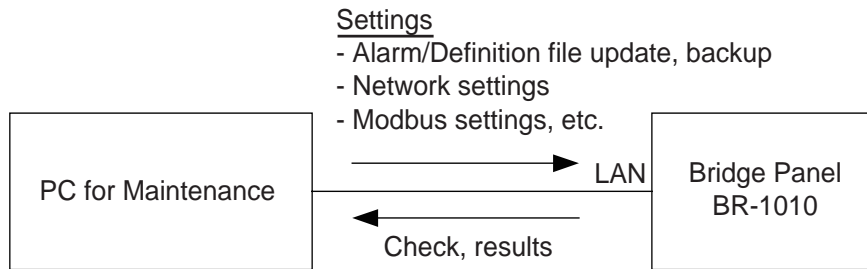 Settings
- Alarm/Definition file update, backup
- Network settings
- Modbus settings, etc.
PC for Maintenance
LAN
Bridge Panel
BR-1010
Check, results